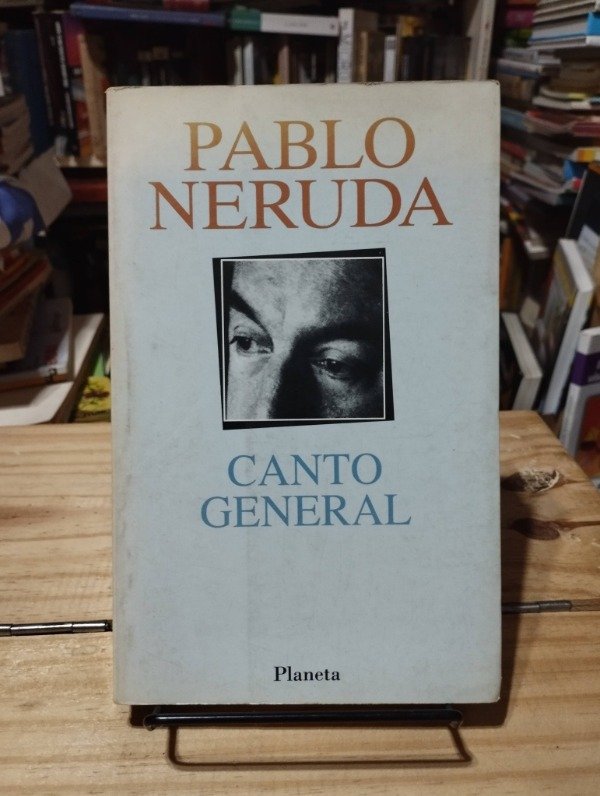 PABLO
NERUDA
CANTO
GENERAL
Planeta